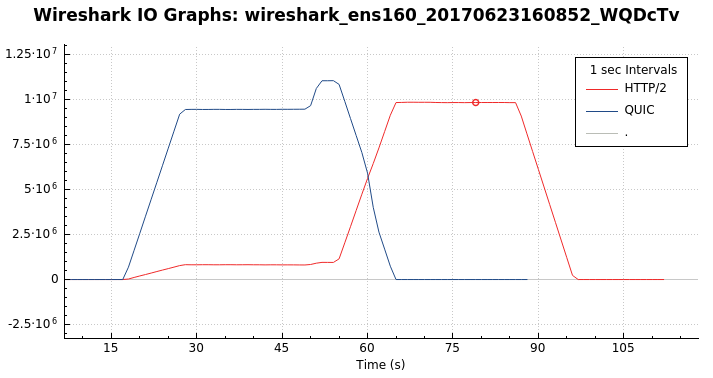 Wireshark IO Graphs: wireshark_ens160_20170623160852_WQDcTv
1.25·10⁷
1·10⁷
7.5·10⁶
5·10⁶
2.5·10⁶
0
-2.5·10⁶
1 sec Intervals
HTTP/2
QUIC
.
15 30 45 60 75 90 105
Time (s)